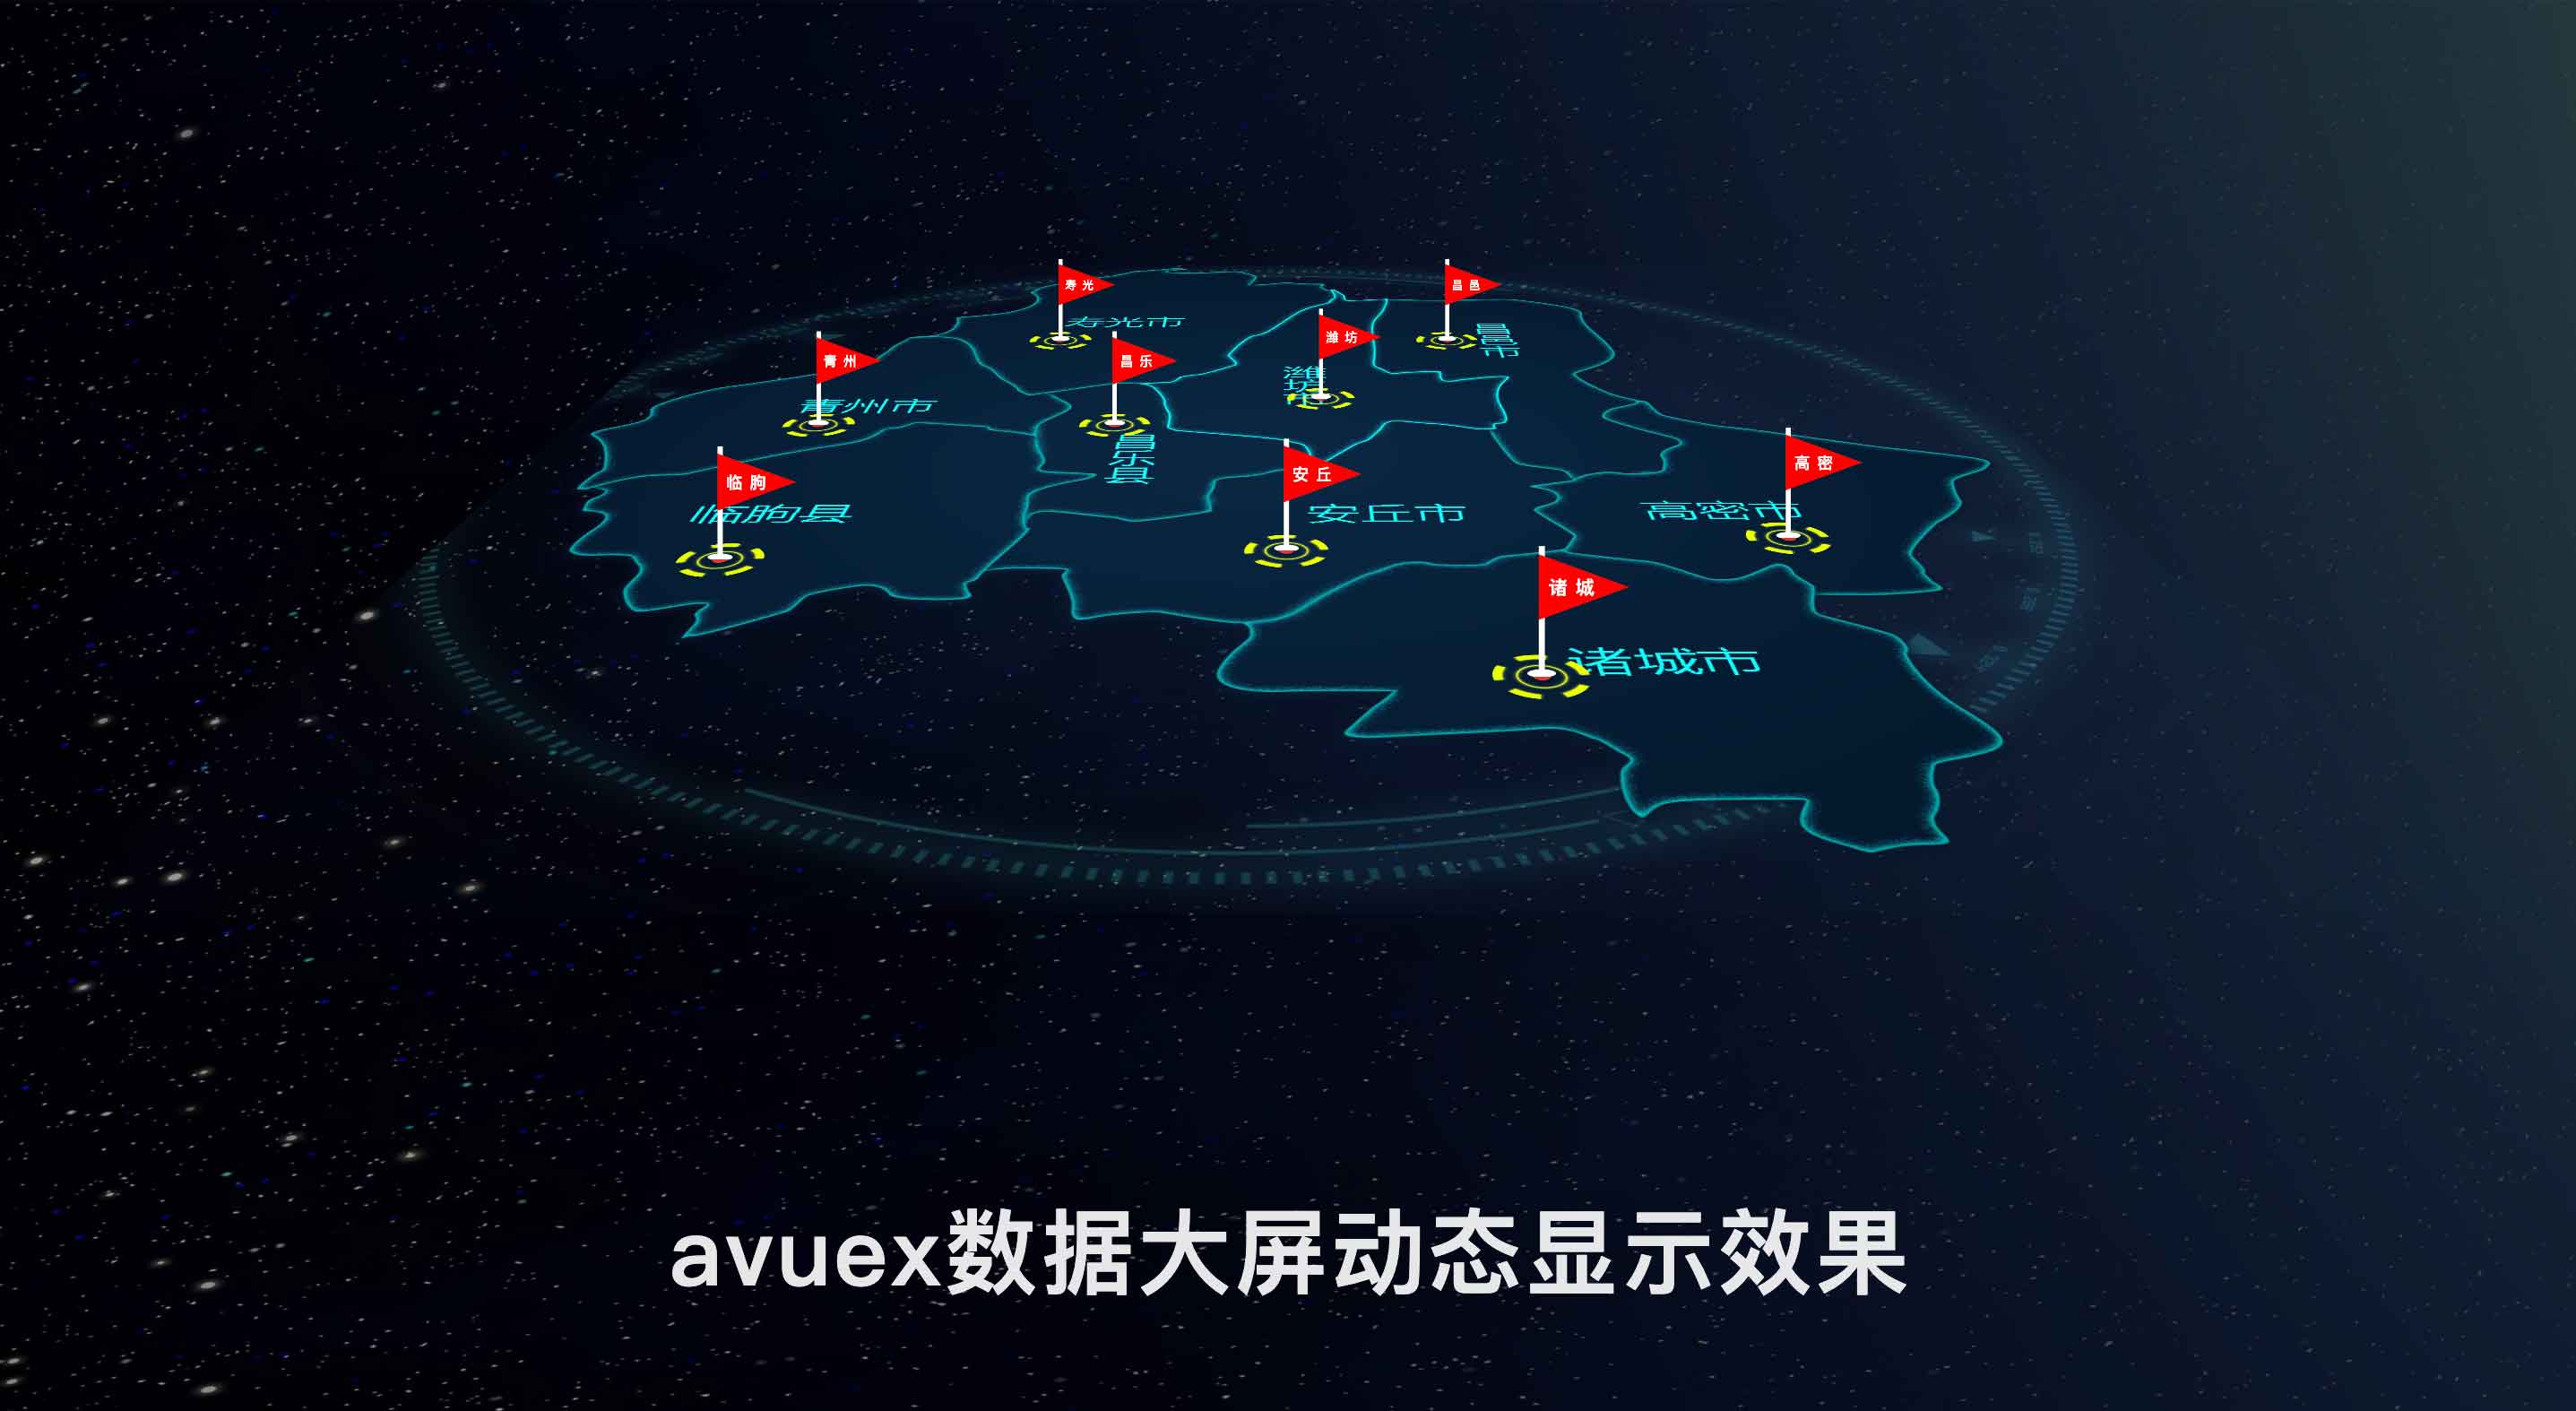 寿光
昌邑
寿光市
昌邑市
潍坊
青州
昌乐
潍坊市
青州市
昌乐县
高密
安丘
临朐
临朐县
安丘市
高密市
诸城
诸城市
avuex数据大屏动态显示效果